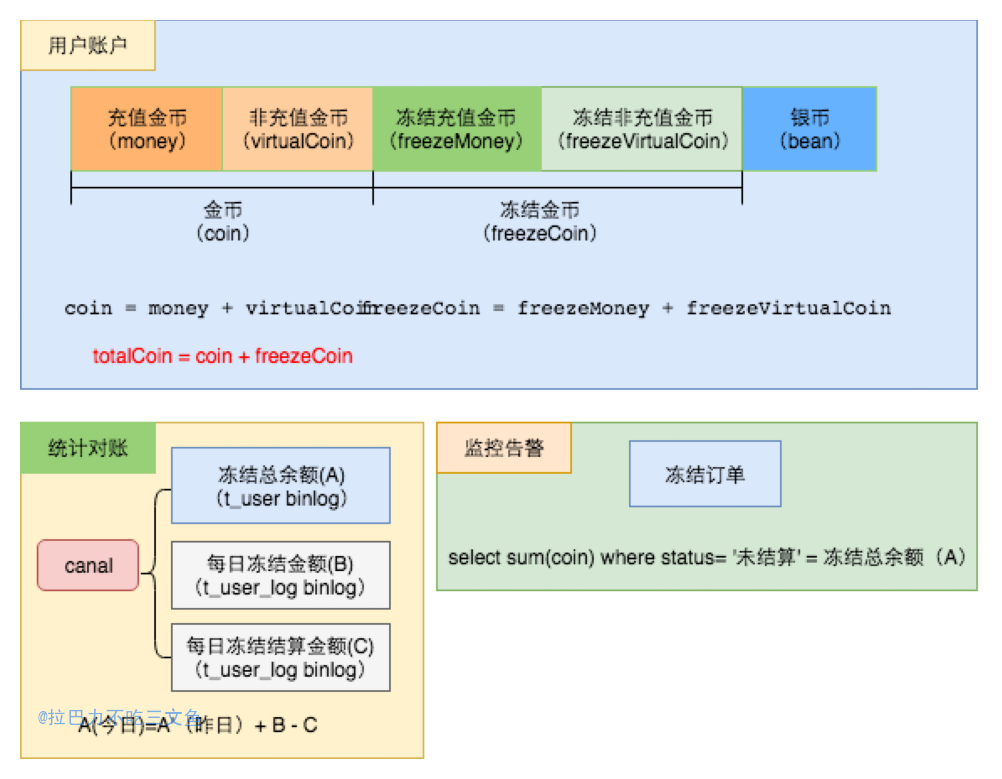 用户账户
充值金币
（money）
非充值金币
（virtualCoin）
冻结充值金币
（freezeMoney）
冻结非充值金币
（freezeVirtualCoin）
银币
（bean）
金币
（coin）
冻结金币
（freezeCoin）
coin = money + virtualCoin
freezeCoin = freezeMoney + freezeVirtualCoin
totalCoin = coin + freezeCoin
统计对账
冻结总余额(A)
（t_user binlog）
canal
每日冻结金额(B)
（t_user_log binlog）
每日冻结结算金额(C)
（t_user_log binlog）
@拉巴力不吃三文鱼
A(今日)=A'（昨日）+ B - C
监控告警
冻结订单
select sum(coin) where status= '未结算' = 冻结总余额（A）